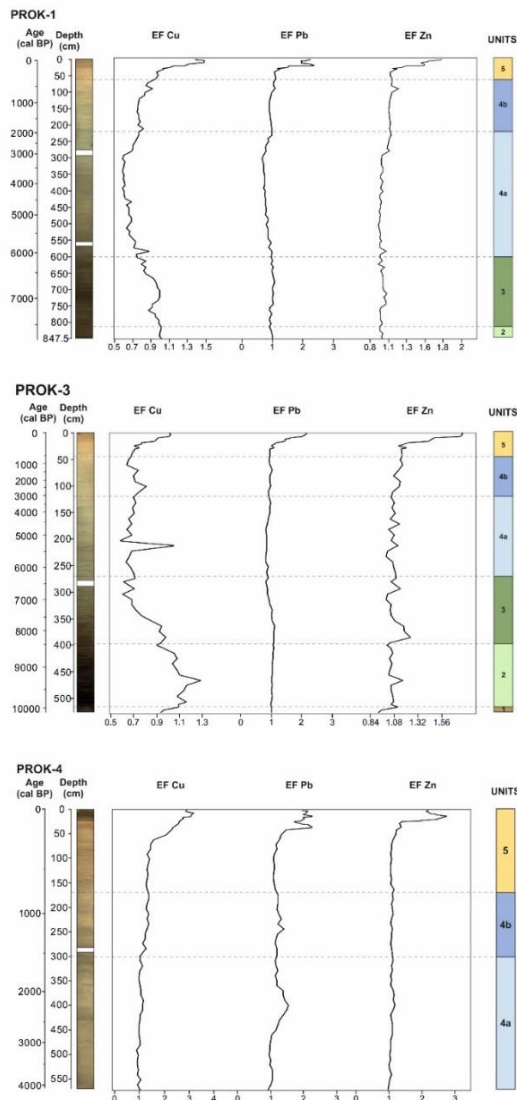 PROK-1
Age Depth EF Cu EF Pb EF Zn UNITS
(cal BP) (cm)
0 0
50 5
1000 100
150 4b
2000 200
250
3000 300
350
4000 400 4a
450
5000 500
550
6000 600
650
700 3
7000 750
800
847.5 2
0.5 0.7 0.9 1.1 1.3 1.5 0 1 2 3 0.8 1.1 1.3 1.6 1.8 2
PROK-3
Age Depth EF Cu EF Pb EF Zn UNITS
(cal BP) (cm)
0 0 5
1000 50
2000 100 4b
3000
4000 150
5000 200 4a
6000 250
7000 300 3
8000 350
400
9000 450 2
500
10000 1
0.5 0.7 0.9 1.1 1.3 0 1 2 3 0.84 1.08 1.32 1.56
PROK-4
Age Depth EF Cu EF Pb EF Zn UNITS
(cal BP) (cm)
0 0
50
100 5
150
1000 200
250 4b
300
350
2000 400
450 4a
3000 500
4000 550
0 1 2 3 4 0 1 2 3 0 1 2 3